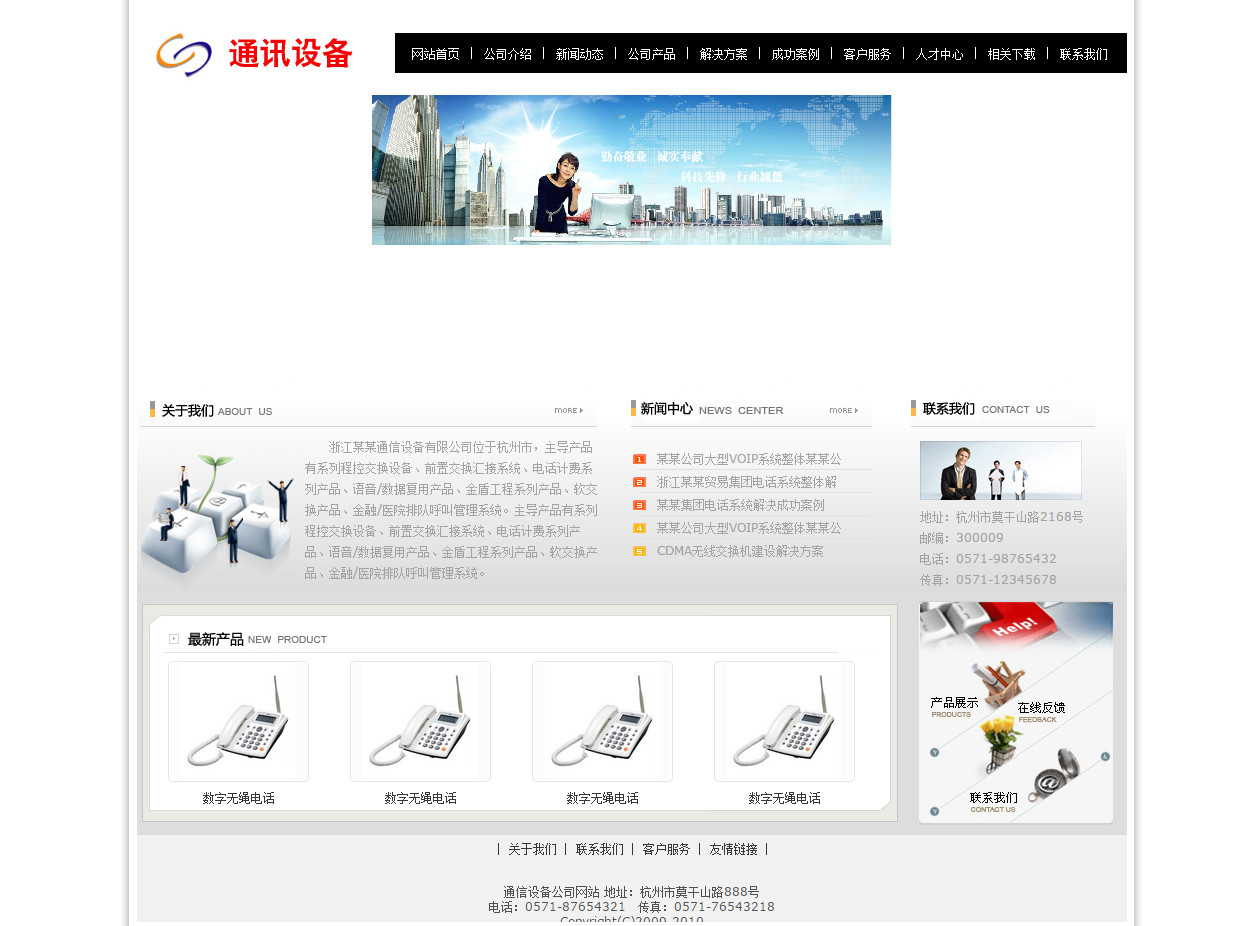 通讯设备
网站首页 | 公司介绍 | 新闻动态 | 公司产品 | 解决方案 | 成功案例 | 客户服务 | 人才中心 | 相关下载 | 联系我们
勤奋敬业 诚实奉献
科技先锋 行业翘楚
关于我们 ABOUT US
MORE
浙江某某通信设备有限公司位于杭州市，主导产品
有系列程控交换设备、前置交换汇接系统、电话计费系
列产品、语音/数据复用产品、金盾工程系列产品、软交
换产品、金融/医院排队呼叫管理系统。主导产品有系列
程控交换设备、前置交换汇接系统、电话计费系列产
品、语音/数据复用产品、金盾工程系列产品、软交换产
品、金融/医院排队呼叫管理系统。
新闻中心 NEWS CENTER
MORE
1 某某公司大型VOIP系统整体某某公
2 浙江某某贸易集团电话系统整体解
3 某某集团电话系统解决成功案例
4 某某公司大型VOIP系统整体某某公
5 CDMA无线交换机建设解决方案
联系我们 CONTACT US
地址：杭州市莫干山路2168号
邮编：300009
电话：0571-98765432
传真：0571-12345678
最新产品 NEW PRODUCT
数字无绳电话
数字无绳电话
数字无绳电话
数字无绳电话
Help!
产品展示
PRODUCTS
在线反馈
FEEDBACK
@
联系我们
CONTACT US
| 关于我们 | 联系我们 | 客户服务 | 友情链接 |
通信设备公司网站 地址：杭州市莫干山路888号
电话：0571-87654321 传真：0571-76543218
Copyright(C)2009-2010